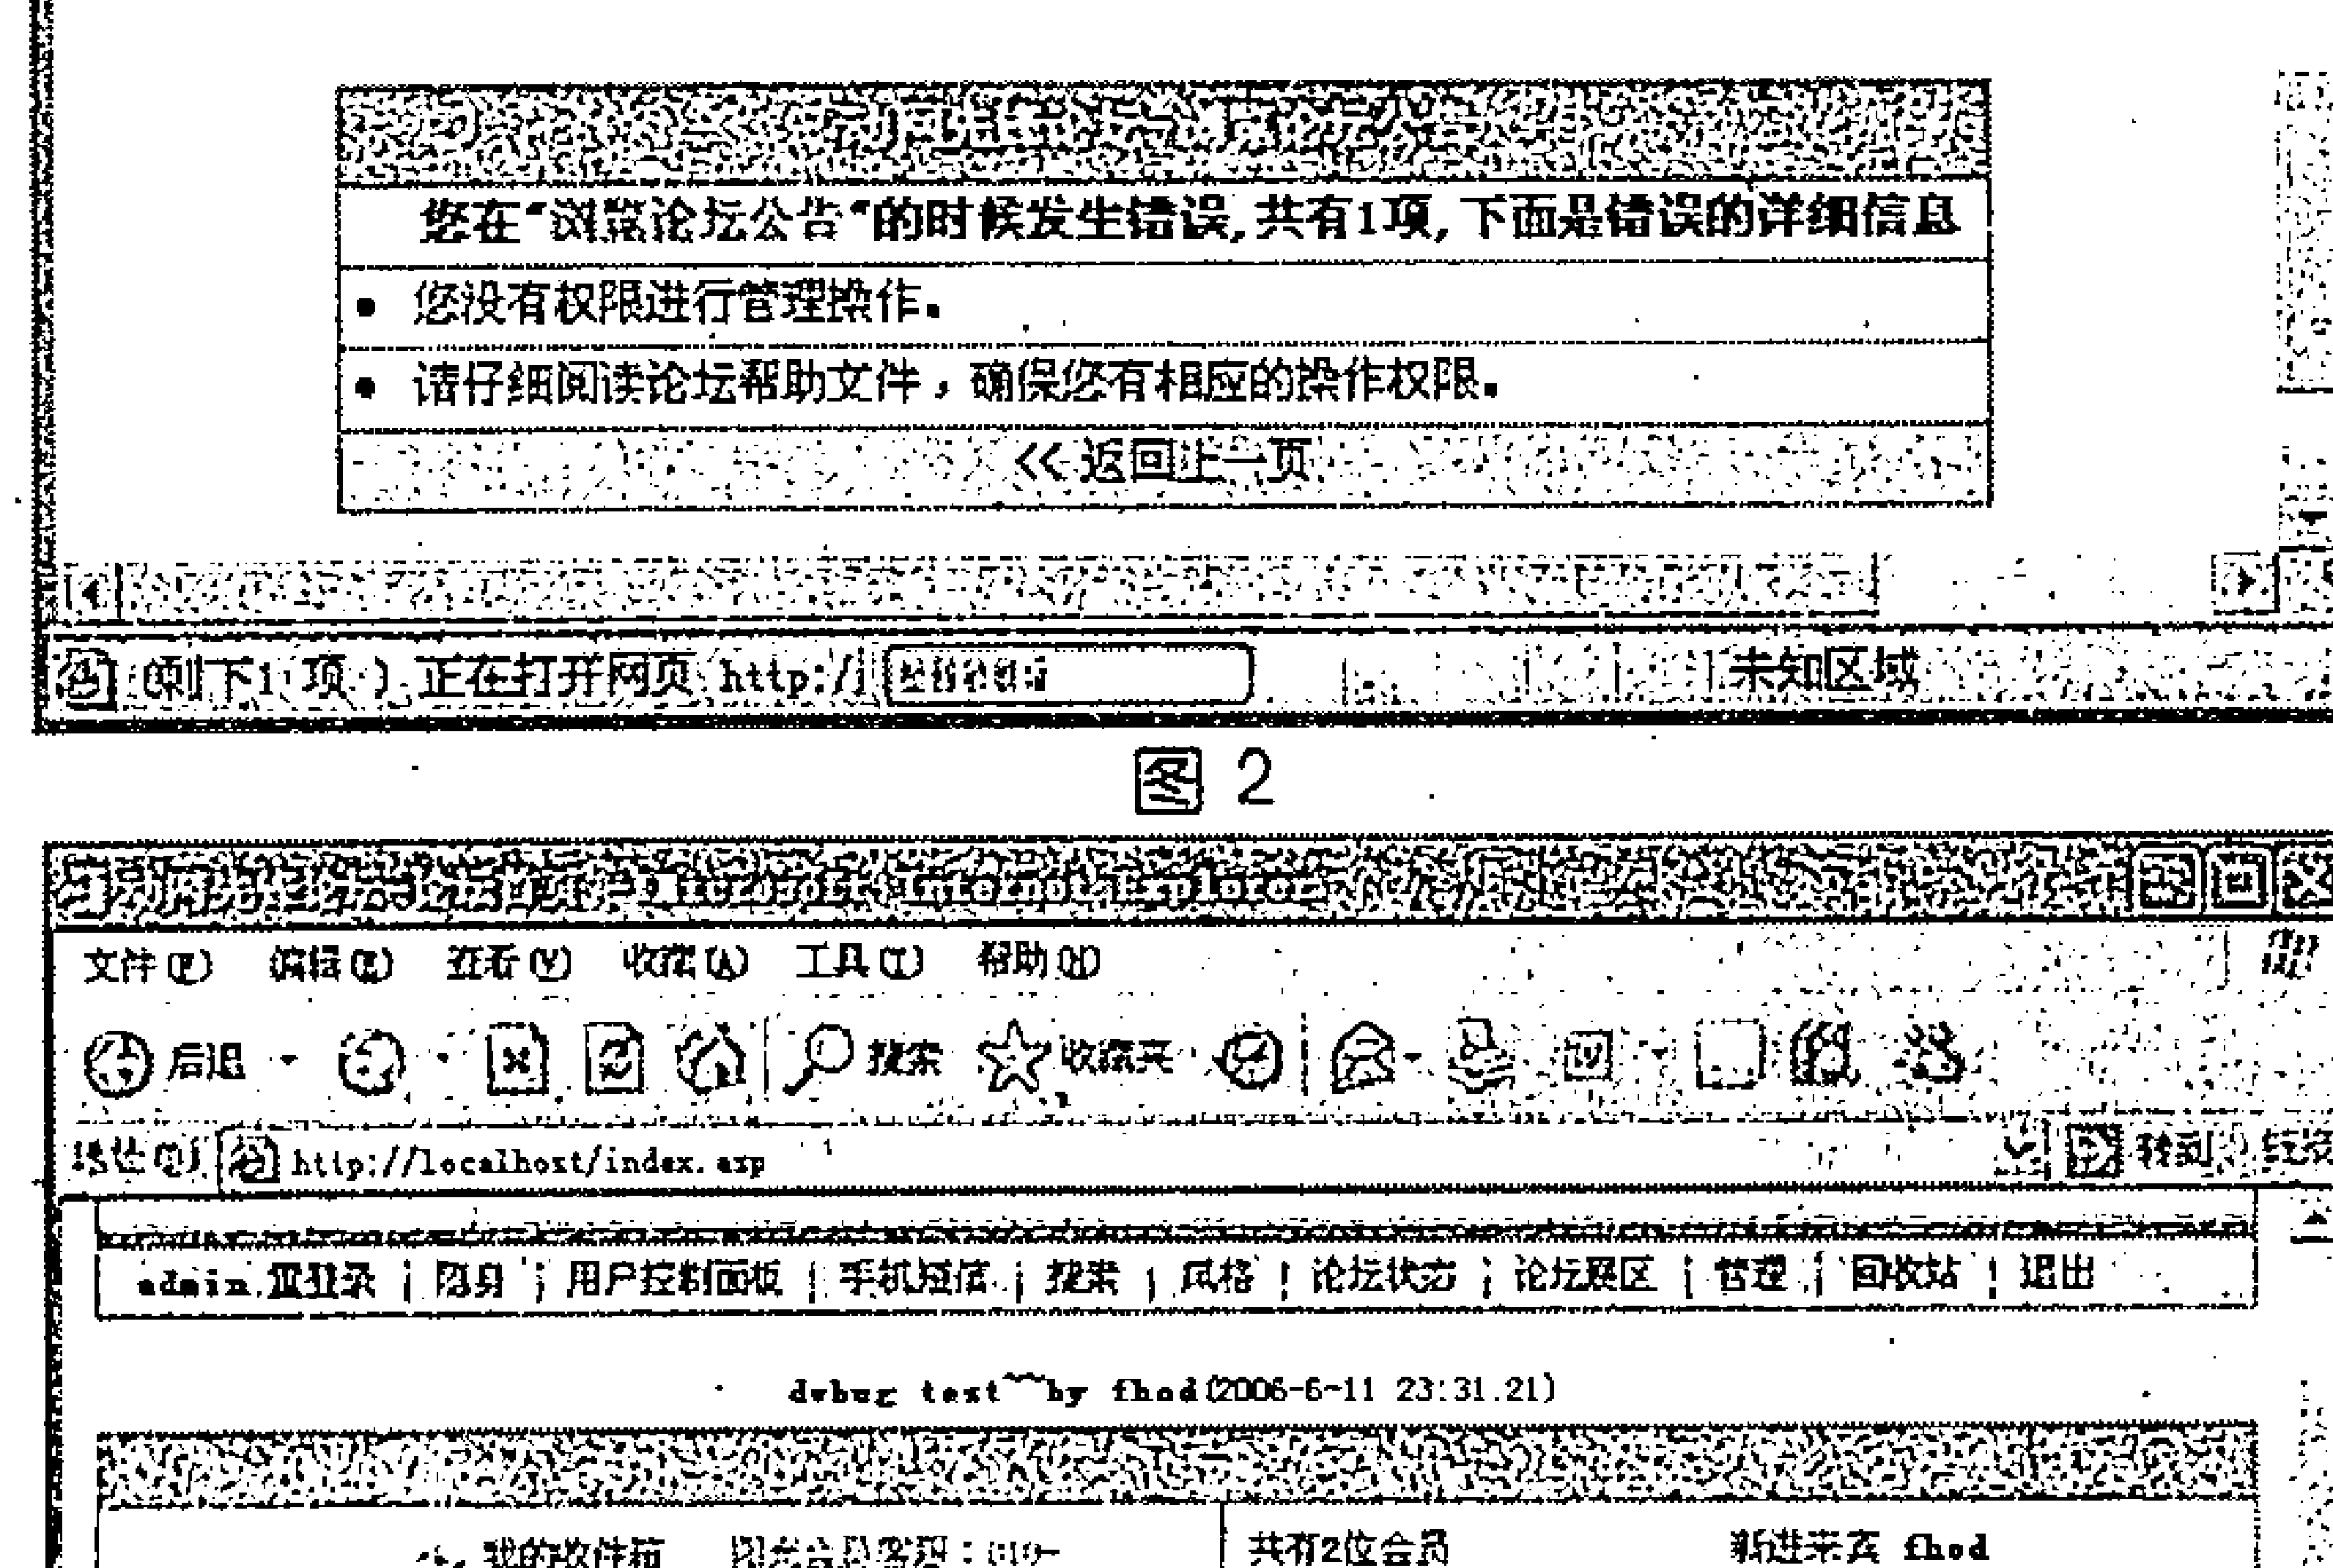 您在“浏览论坛公告”的时候发生错误,共有1项,下面是错误的详细信息
• 您没有权限进行管理操作。
• 请仔细阅读论坛帮助文件，确保您有相应的操作权限。
<< 返回上一页
(剩下1 项 ) 正在打开网页 http:/ 未知区域
图 2
Microsoft Internet Explorer
文件(F) 编辑(E) 查看(V) 收藏(A) 工具(T) 帮助(H)
后退 搜索 收藏夹
地址(D) http://localhost/index.asp 转到
admin 重登录 | 隐身 | 用户控制面板 | 手机短信 | 搜索 | 风格 | 论坛状态 | 论坛展区 | 管理 | 回收站 | 退出
debug test~~by fhod(2006-6-11 23:31.21)
我的收件箱 共有2位会员 新进来宾 fhod